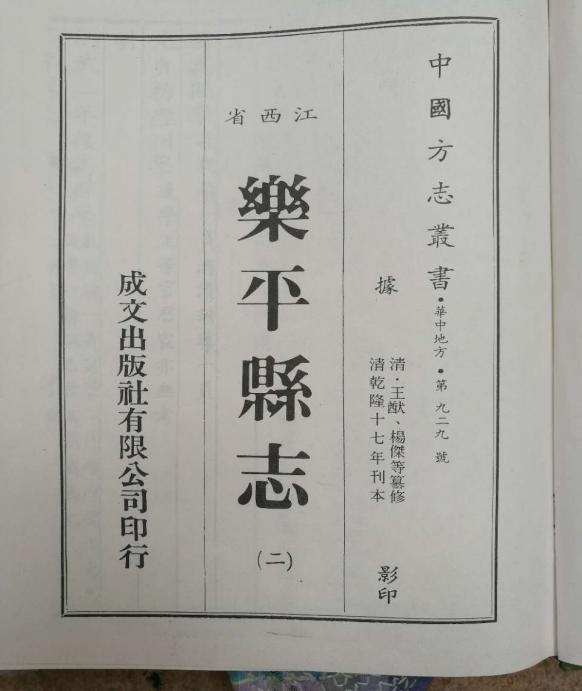 中國方志叢書•華中地方•第九二九號
據
清·王猷、楊傑等纂修
清乾隆十七年刊本
影印
江西省
樂平縣志
(二)
成文出版社有限公司印行